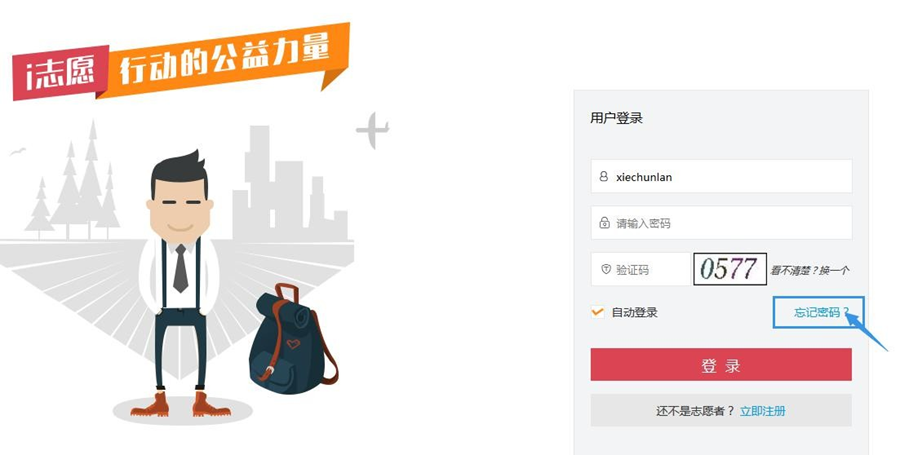 i志愿 行动的公益力量
用户登录
xiechunlan
请输入密码
验证码 0577 看不清楚？换一个
自动登录 忘记密码？
登 录
还不是志愿者？ 立即注册